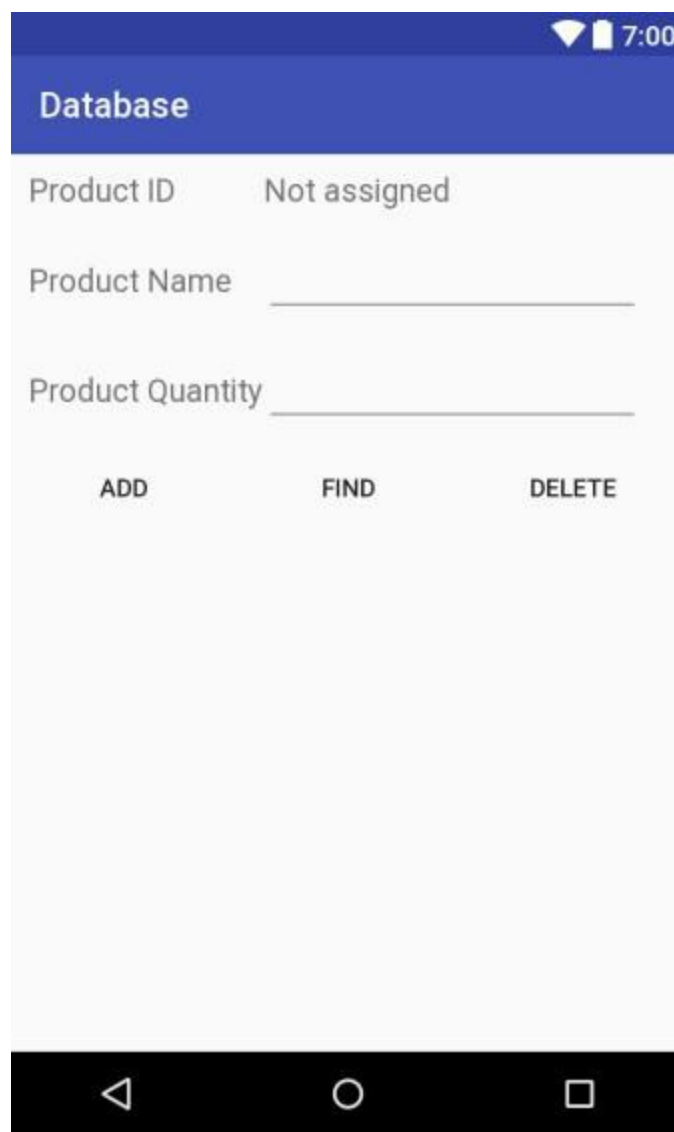 7:00
Database
Product ID Not assigned
Product Name
Product Quantity
ADD FIND DELETE